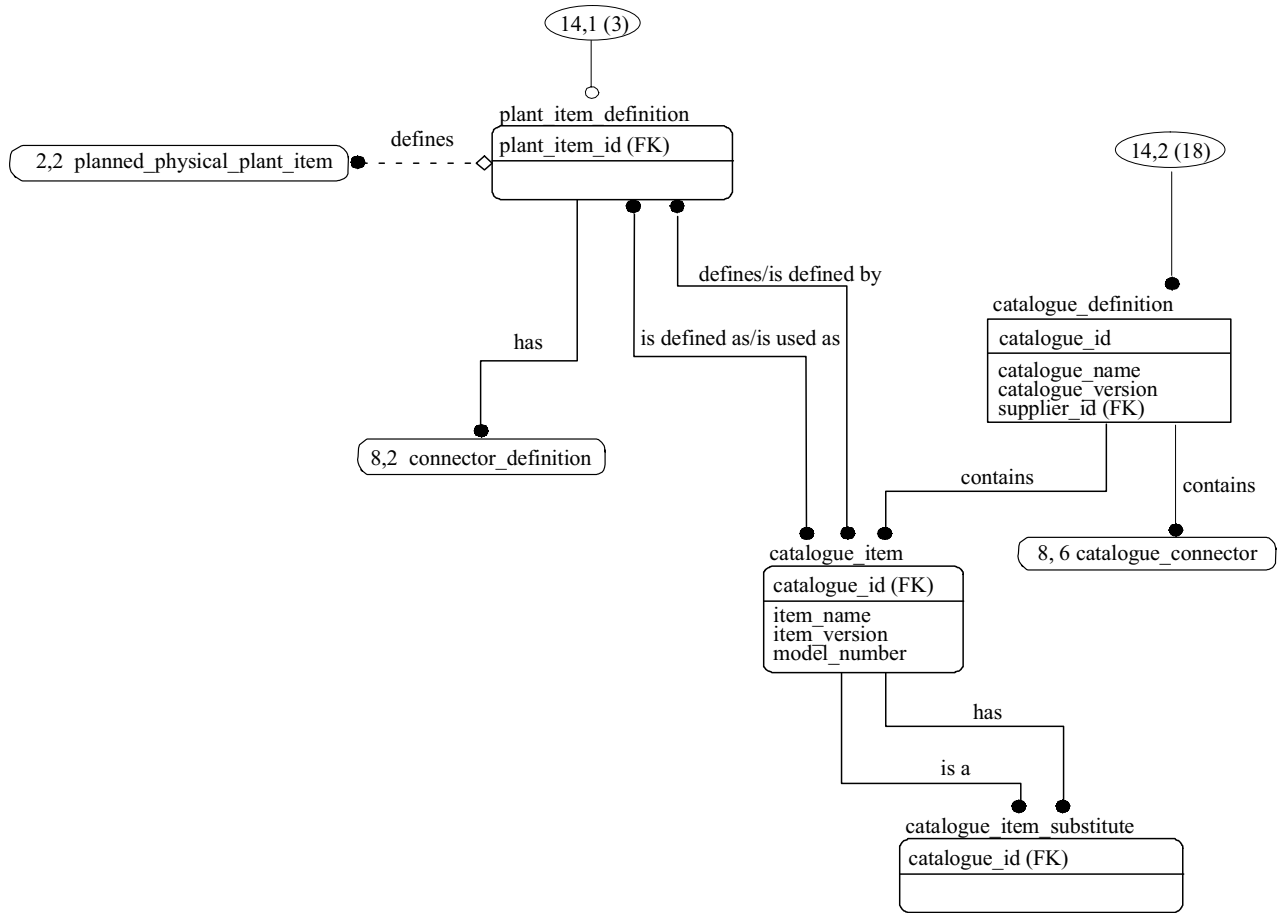 14,1 (3)
plant_item_definition
plant_item_id (FK)
defines
2,2 planned_physical_plant_item
14,2 (18)
defines/is defined by
catalogue_definition
catalogue_id
catalogue_name
catalogue_version
supplier_id (FK)
has
is defined as/is used as
8,2 connector_definition
contains
contains
catalogue_item
8, 6 catalogue_connector
catalogue_id (FK)
item_name
item_version
model_number
has
is a
catalogue_item_substitute
catalogue_id (FK)